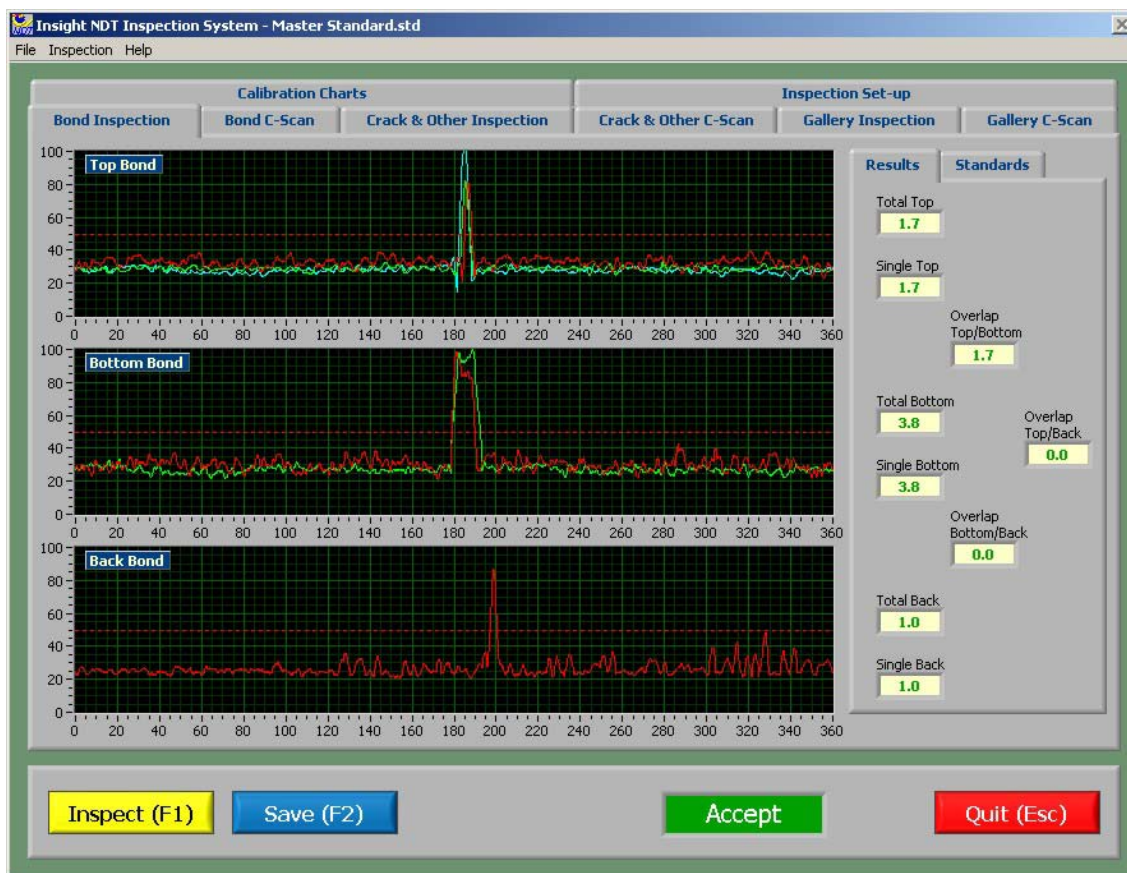 Insight NDT Inspection System - Master Standard.std
File Inspection Help
Calibration Charts Inspection Set-up
Bond Inspection Bond C-Scan Crack & Other Inspection Crack & Other C-Scan Gallery Inspection Gallery C-Scan
Top Bond
100
80
60
40
20
0
0 20 40 60 80 100 120 140 160 180 200 220 240 260 280 300 320 340 360
Bottom Bond
100
80
60
40
20
0
0 20 40 60 80 100 120 140 160 180 200 220 240 260 280 300 320 340 360
Back Bond
100
80
60
40
20
0
0 20 40 60 80 100 120 140 160 180 200 220 240 260 280 300 320 340 360
Results Standards
Total Top
1.7
Single Top
1.7
Overlap
Top/Bottom
1.7
Total Bottom
3.8
Overlap
Top/Back
0.0
Single Bottom
3.8
Overlap
Bottom/Back
0.0
Total Back
1.0
Single Back
1.0
Inspect (F1) Save (F2) Accept Quit (Esc)